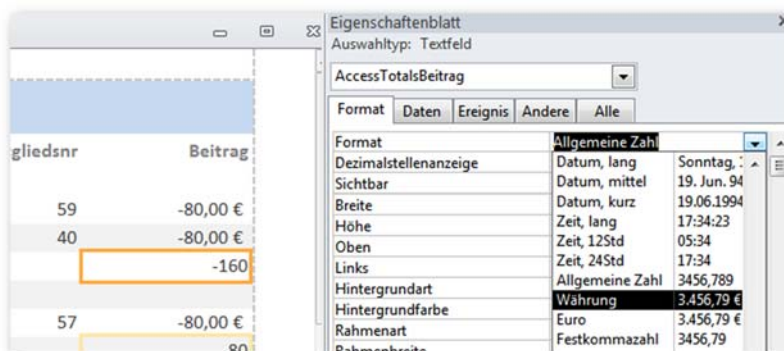 Eigenschaftenblatt
Auswahltyp: Textfeld
AccessTotalsBeitrag
Format Daten Ereignis Andere Alle
gliedsnr Beitrag
59 -80,00 €
40 -80,00 €
-160
57 -80,00 €
80
Format Allgemeine Zahl
Dezimalstellenanzeige
Sichtbar
Breite
Höhe
Oben
Links
Hintergrundart
Hintergrundfarbe
Rahmenart
Rahmenbreite
Datum, lang Sonntag,
Datum, mittel 19. Jun. 94
Datum, kurz 19.06.1994
Zeit, lang 17:34:23
Zeit, 12Std 05:34
Zeit, 24Std 17:34
Allgemeine Zahl 3456,789
Währung 3.456,79 €
Euro 3.456,79 €
Festkommazahl 3456,79